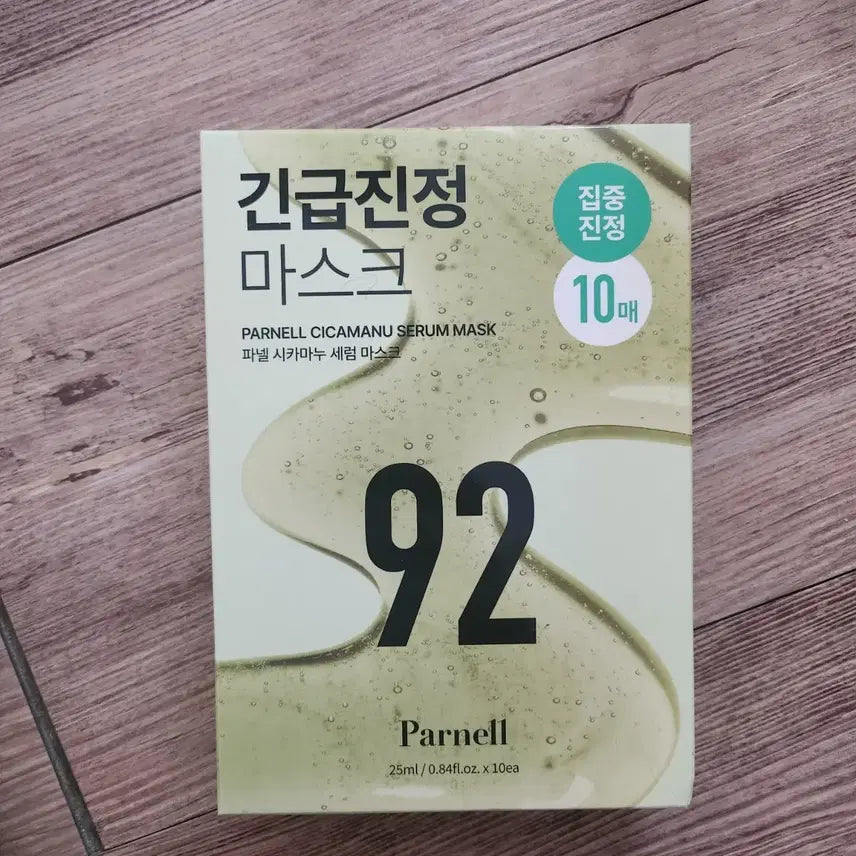 긴급진정
마스크
PARNELL CICAMANU SERUM MASK
파넬 시카마누 세럼 마스크
집중
진정
10매
92
Parnell
25ml / 0.84fl.oz. x 10ea